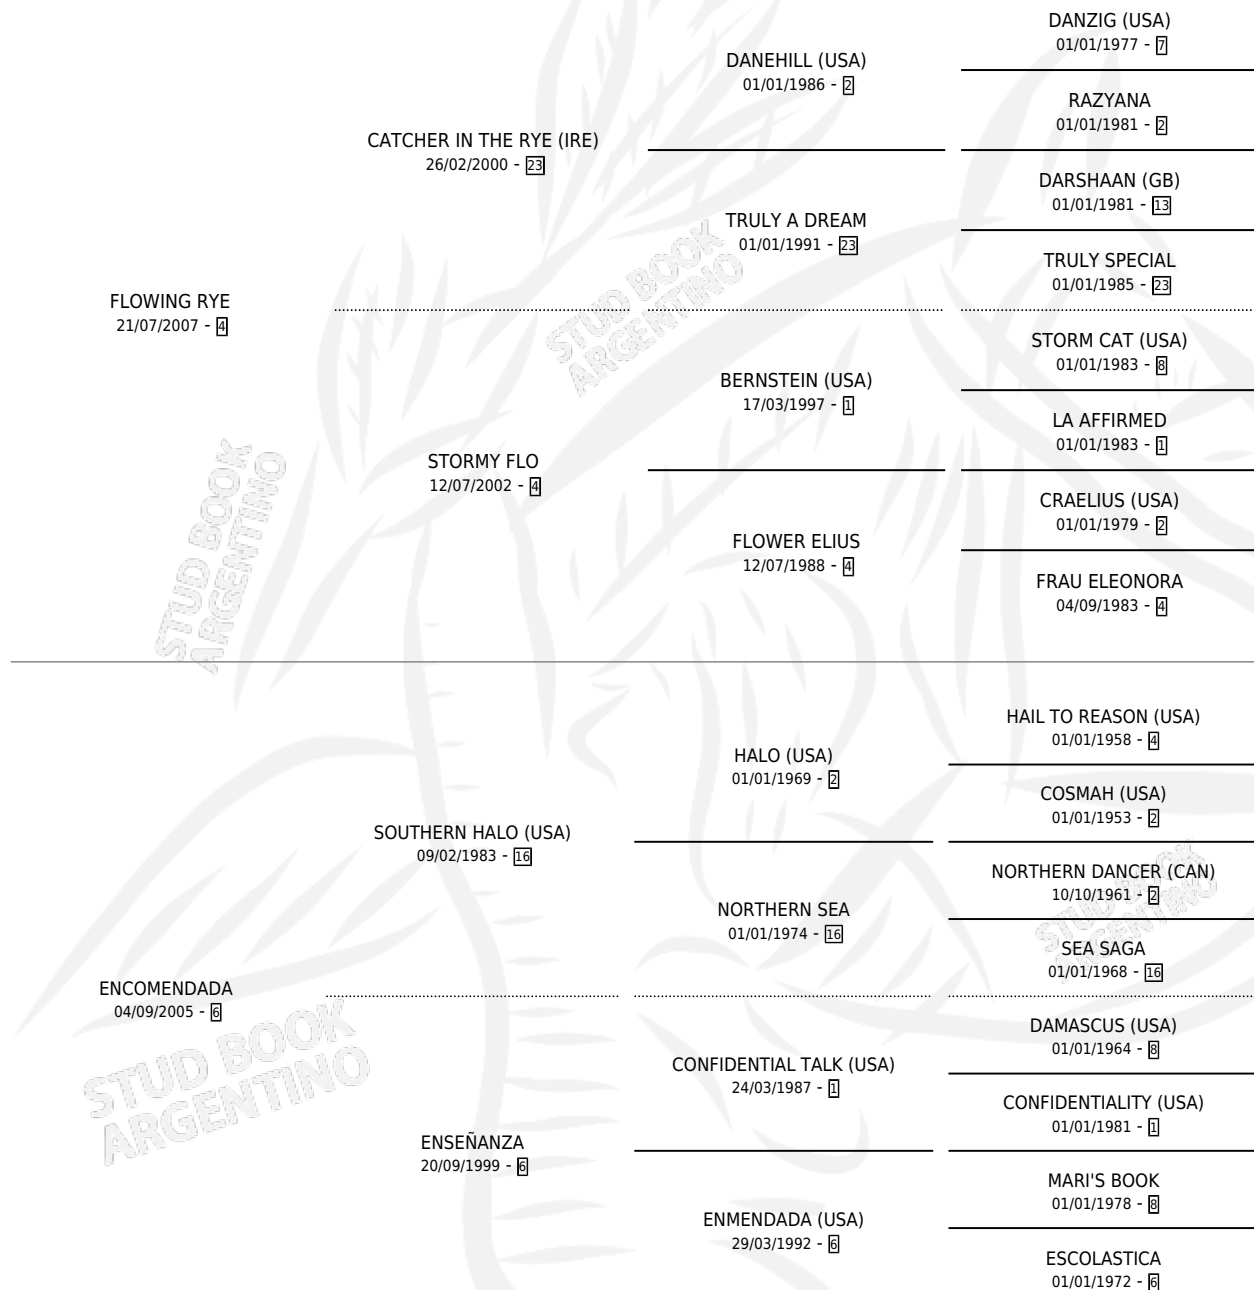 DANZIG (USA)
01/01/1977 - 7
DANEHILL (USA)
01/01/1986 - 2
RAZYANA
01/01/1981 - 2
CATCHER IN THE RYE (IRE)
26/02/2000 - 23
DARSHAAN (GB)
01/01/1981 - 13
TRULY A DREAM
01/01/1991 - 23
TRULY SPECIAL
01/01/1985 - 23
FLOWING RYE
21/07/2007 - 4
STUD BOOK
ARGENTINO
STORM CAT (USA)
01/01/1983 - 8
BERNSTEIN (USA)
17/03/1997 - 1
LA AFFIRMED
01/01/1983 - 1
STORMY FLO
12/07/2002 - 4
CRAELIUS (USA)
01/01/1979 - 2
FLOWER ELIUS
12/07/1988 - 4
FRAU ELEONORA
04/09/1983 - 4
STUD BOOK
ARGENTINO
HAIL TO REASON (USA)
01/01/1958 - 4
HALO (USA)
01/01/1969 - 2
COSMAH (USA)
01/01/1953 - 2
SOUTHERN HALO (USA)
09/02/1983 - 16
NORTHERN DANCER (CAN)
10/10/1961 - 2
NORTHERN SEA
01/01/1974 - 16
STUD BOOK
ARGENTINO
SEA SAGA
01/01/1968 - 16
ENCOMENDADA
04/09/2005 - 6
STUD BOOK
ARGENTINO
DAMASCUS (USA)
01/01/1964 - 8
CONFIDENTIAL TALK (USA)
24/03/1987 - 1
CONFIDENTIALITY (USA)
01/01/1981 - 1
ENSEÑANZA
20/09/1999 - 6
MARI'S BOOK
01/01/1978 - 8
ENMENDADA (USA)
29/03/1992 - 6
ESCOLASTICA
01/01/1972 - 6